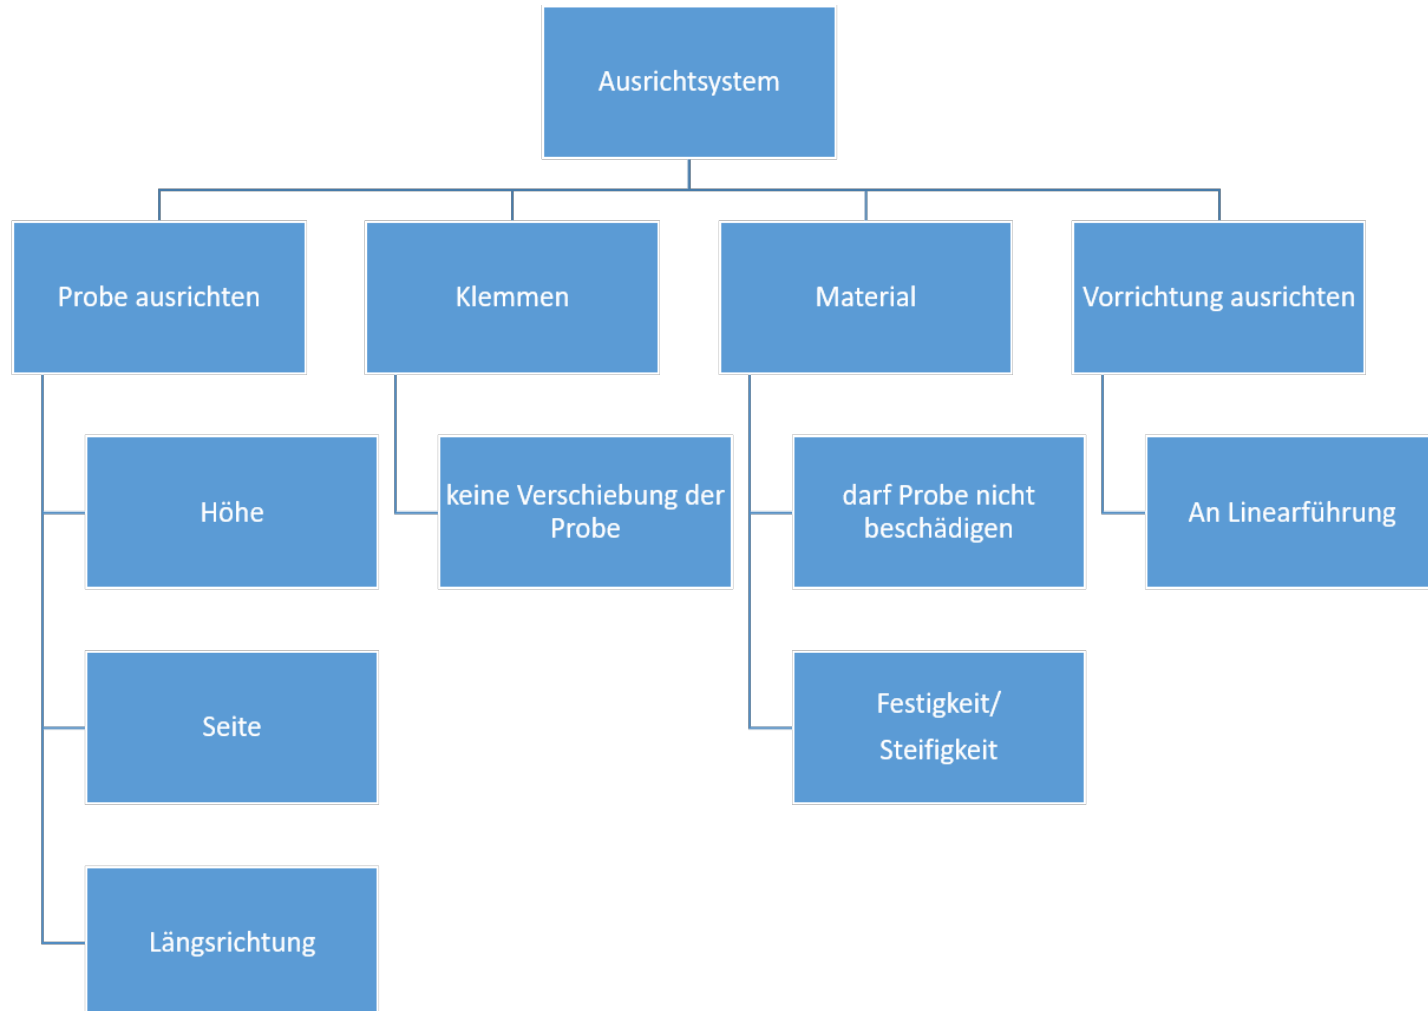 Ausrichtsystem
Probe ausrichten
Klemmen
Material
Vorrichtung ausrichten
Höhe
keine Verschiebung der
Probe
darf Probe nicht
beschädigen
An Linearführung
Seite
Festigkeit/
Steifigkeit
Längsrichtung